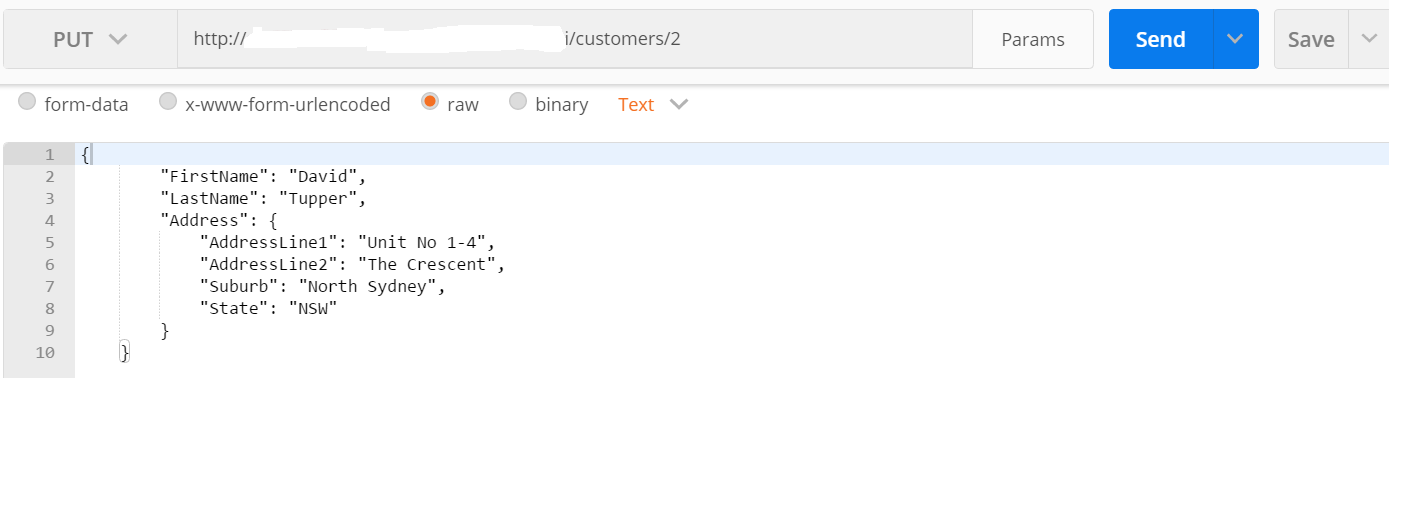 PUT http:// i/customers/2 Params Send Save
form-data x-www-form-urlencoded raw binary Text
1 {
2 "FirstName": "David",
3 "LastName": "Tupper",
4 "Address": {
5 "AddressLine1": "Unit No 1-4",
6 "AddressLine2": "The Crescent",
7 "Suburb": "North Sydney",
8 "State": "NSW"
9 }
10 }